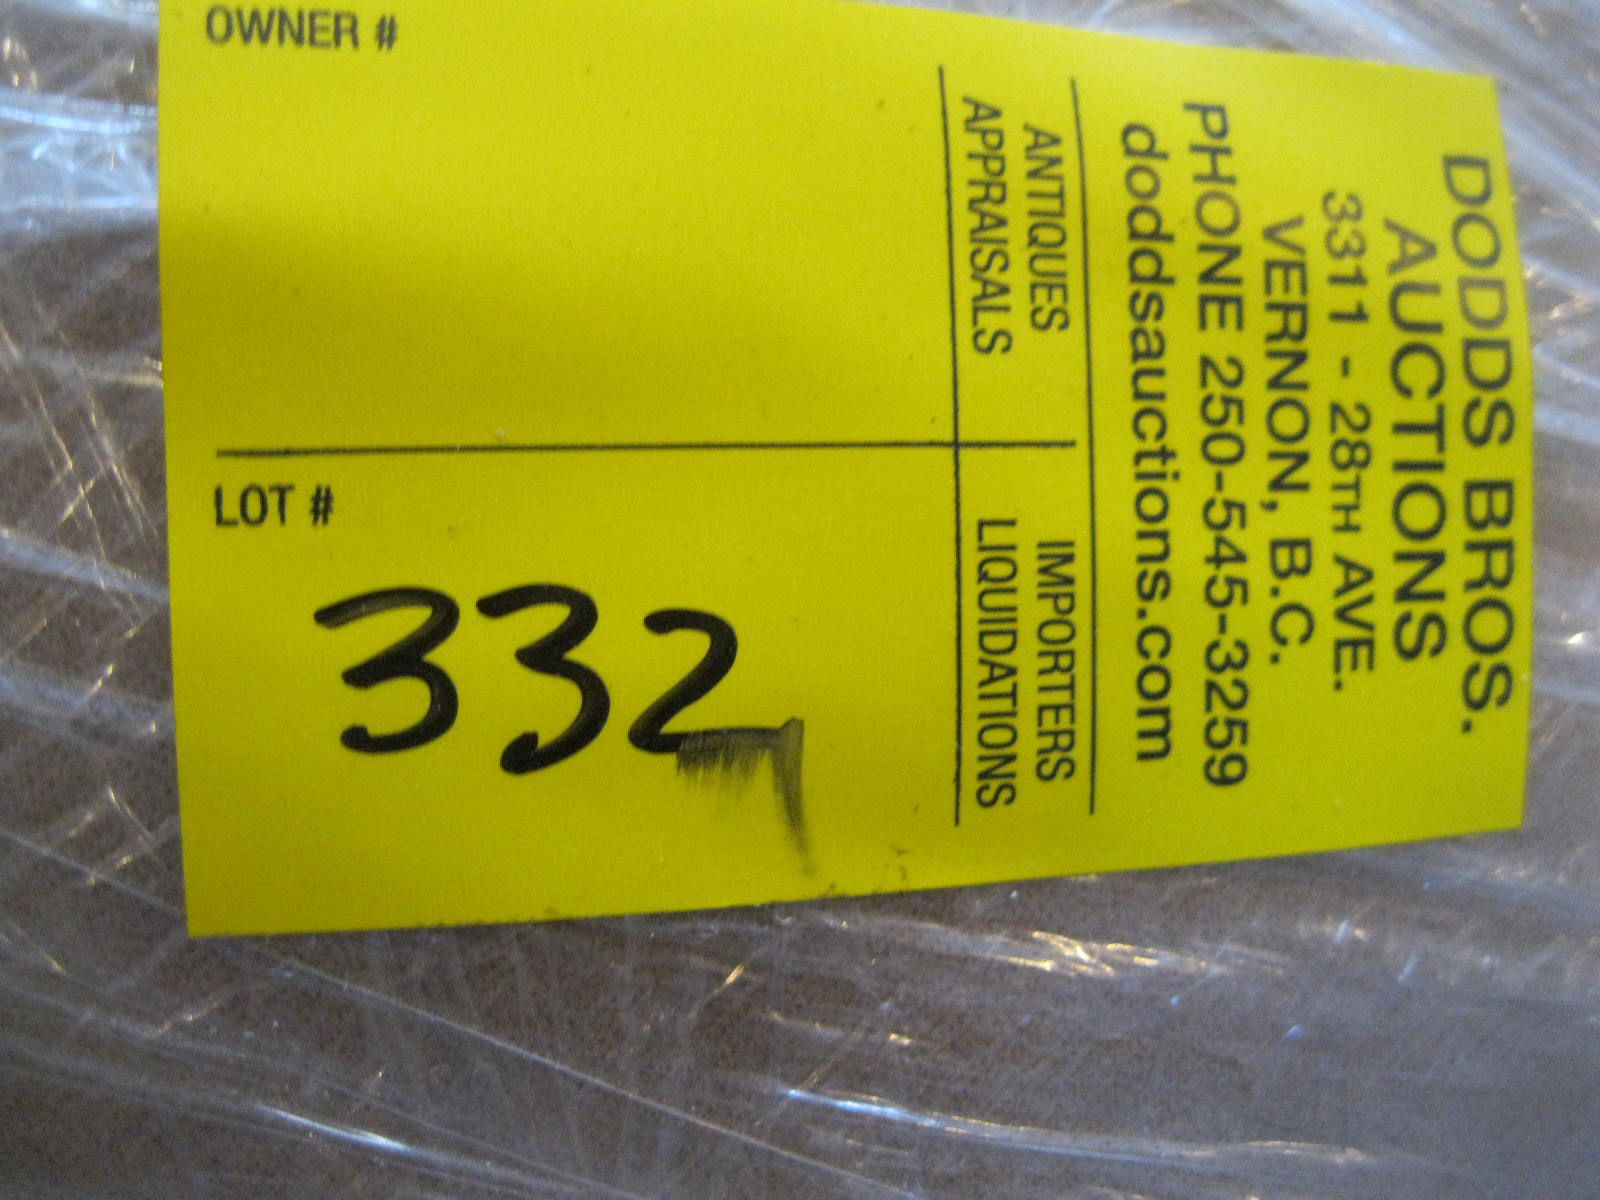 DODDS BROS.
AUCTIONS
3311 - 28TH AVE.
VERNON, B.C.
PHONE 250-545-3259
doddsauctions.com
ANTIQUES
APPRAISALS
IMPORTERS
LIQUIDATIONS
OWNER #
LOT #
332